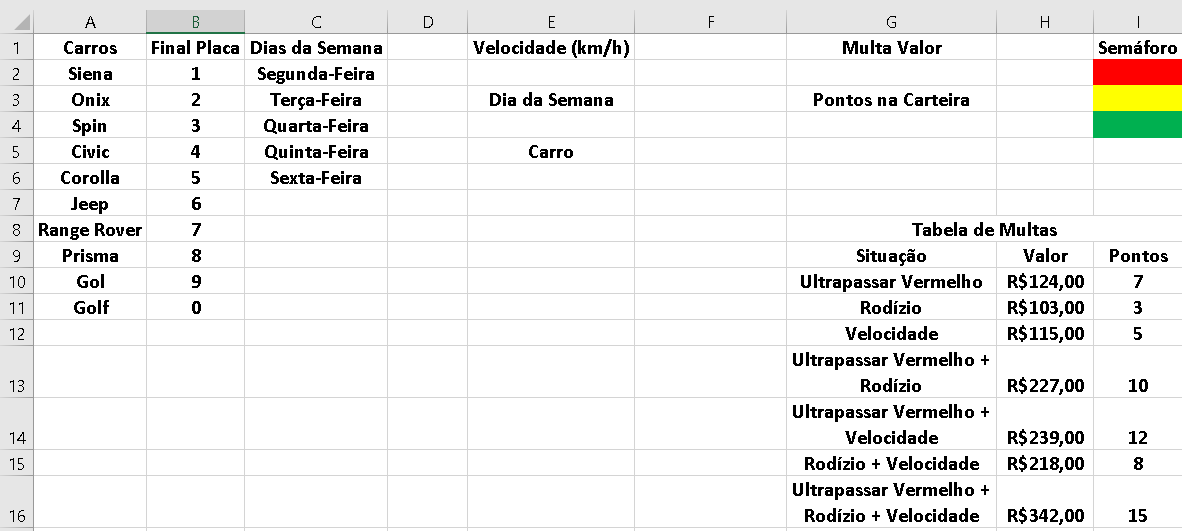 A B C D E F G H I
1 Carros Final Placa Dias da Semana Velocidade (km/h) Multa Valor Semáforo
2 Siena 1 Segunda-Feira
3 Onix 2 Terça-Feira Dia da Semana Pontos na Carteira
4 Spin 3 Quarta-Feira
5 Civic 4 Quinta-Feira Carro
6 Corolla 5 Sexta-Feira
7 Jeep 6
8 Range Rover 7 Tabela de Multas
9 Prisma 8 Situação Valor Pontos
10 Gol 9 Ultrapassar Vermelho R$124,00 7
11 Golf 0 Rodízio R$103,00 3
12 Velocidade R$115,00 5
Ultrapassar Vermelho +
13 Rodízio R$227,00 10
Ultrapassar Vermelho +
14 Velocidade R$239,00 12
15 Rodízio + Velocidade R$218,00 8
Ultrapassar Vermelho +
16 Rodízio + Velocidade R$342,00 15